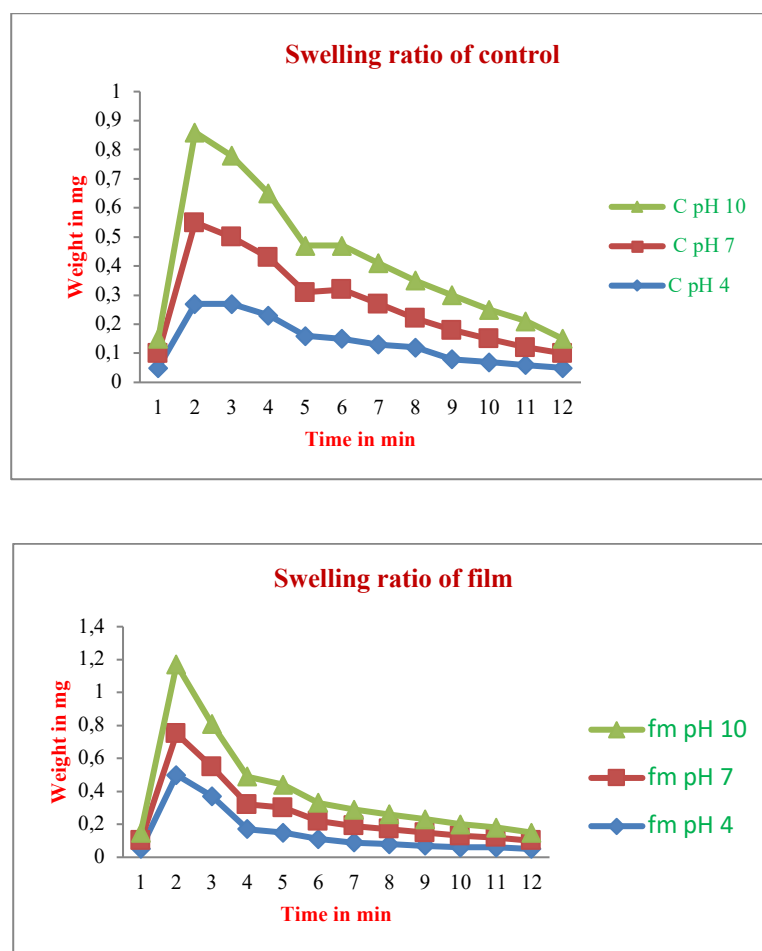 Swelling ratio of control
Weight in mg
1
0,9
0,8
0,7
0,6
0,5
0,4
0,3
0,2
0,1
0
1 2 3 4 5 6 7 8 9 10 11 12
Time in min
C pH 10
C pH 7
C pH 4
Swelling ratio of film
Weight in mg
1,4
1,2
1
0,8
0,6
0,4
0,2
0
1 2 3 4 5 6 7 8 9 10 11 12
Time in min
fm pH 10
fm pH 7
fm pH 4